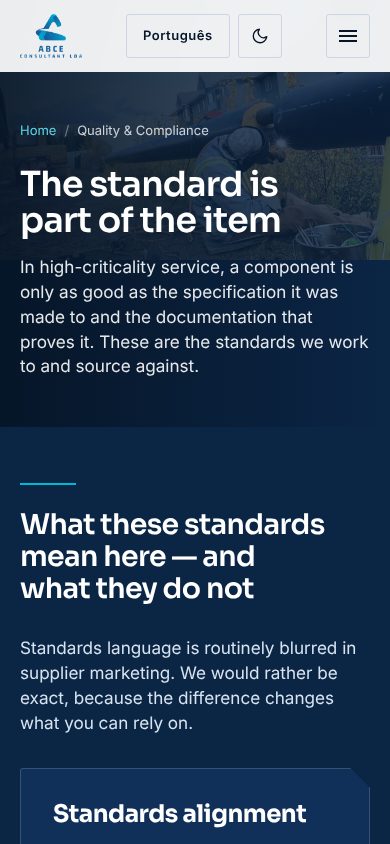 ABCE
CONSULTANT LDA
Português
Home / Quality & Compliance
The standard is
part of the item
In high-criticality service, a component is
only as good as the specification it was
made to and the documentation that
proves it. These are the standards we work
to and source against.
What these standards
mean here — and
what they do not
Standards language is routinely blurred in
supplier marketing. We would rather be
exact, because the difference changes
what you can rely on.
Standards alignment